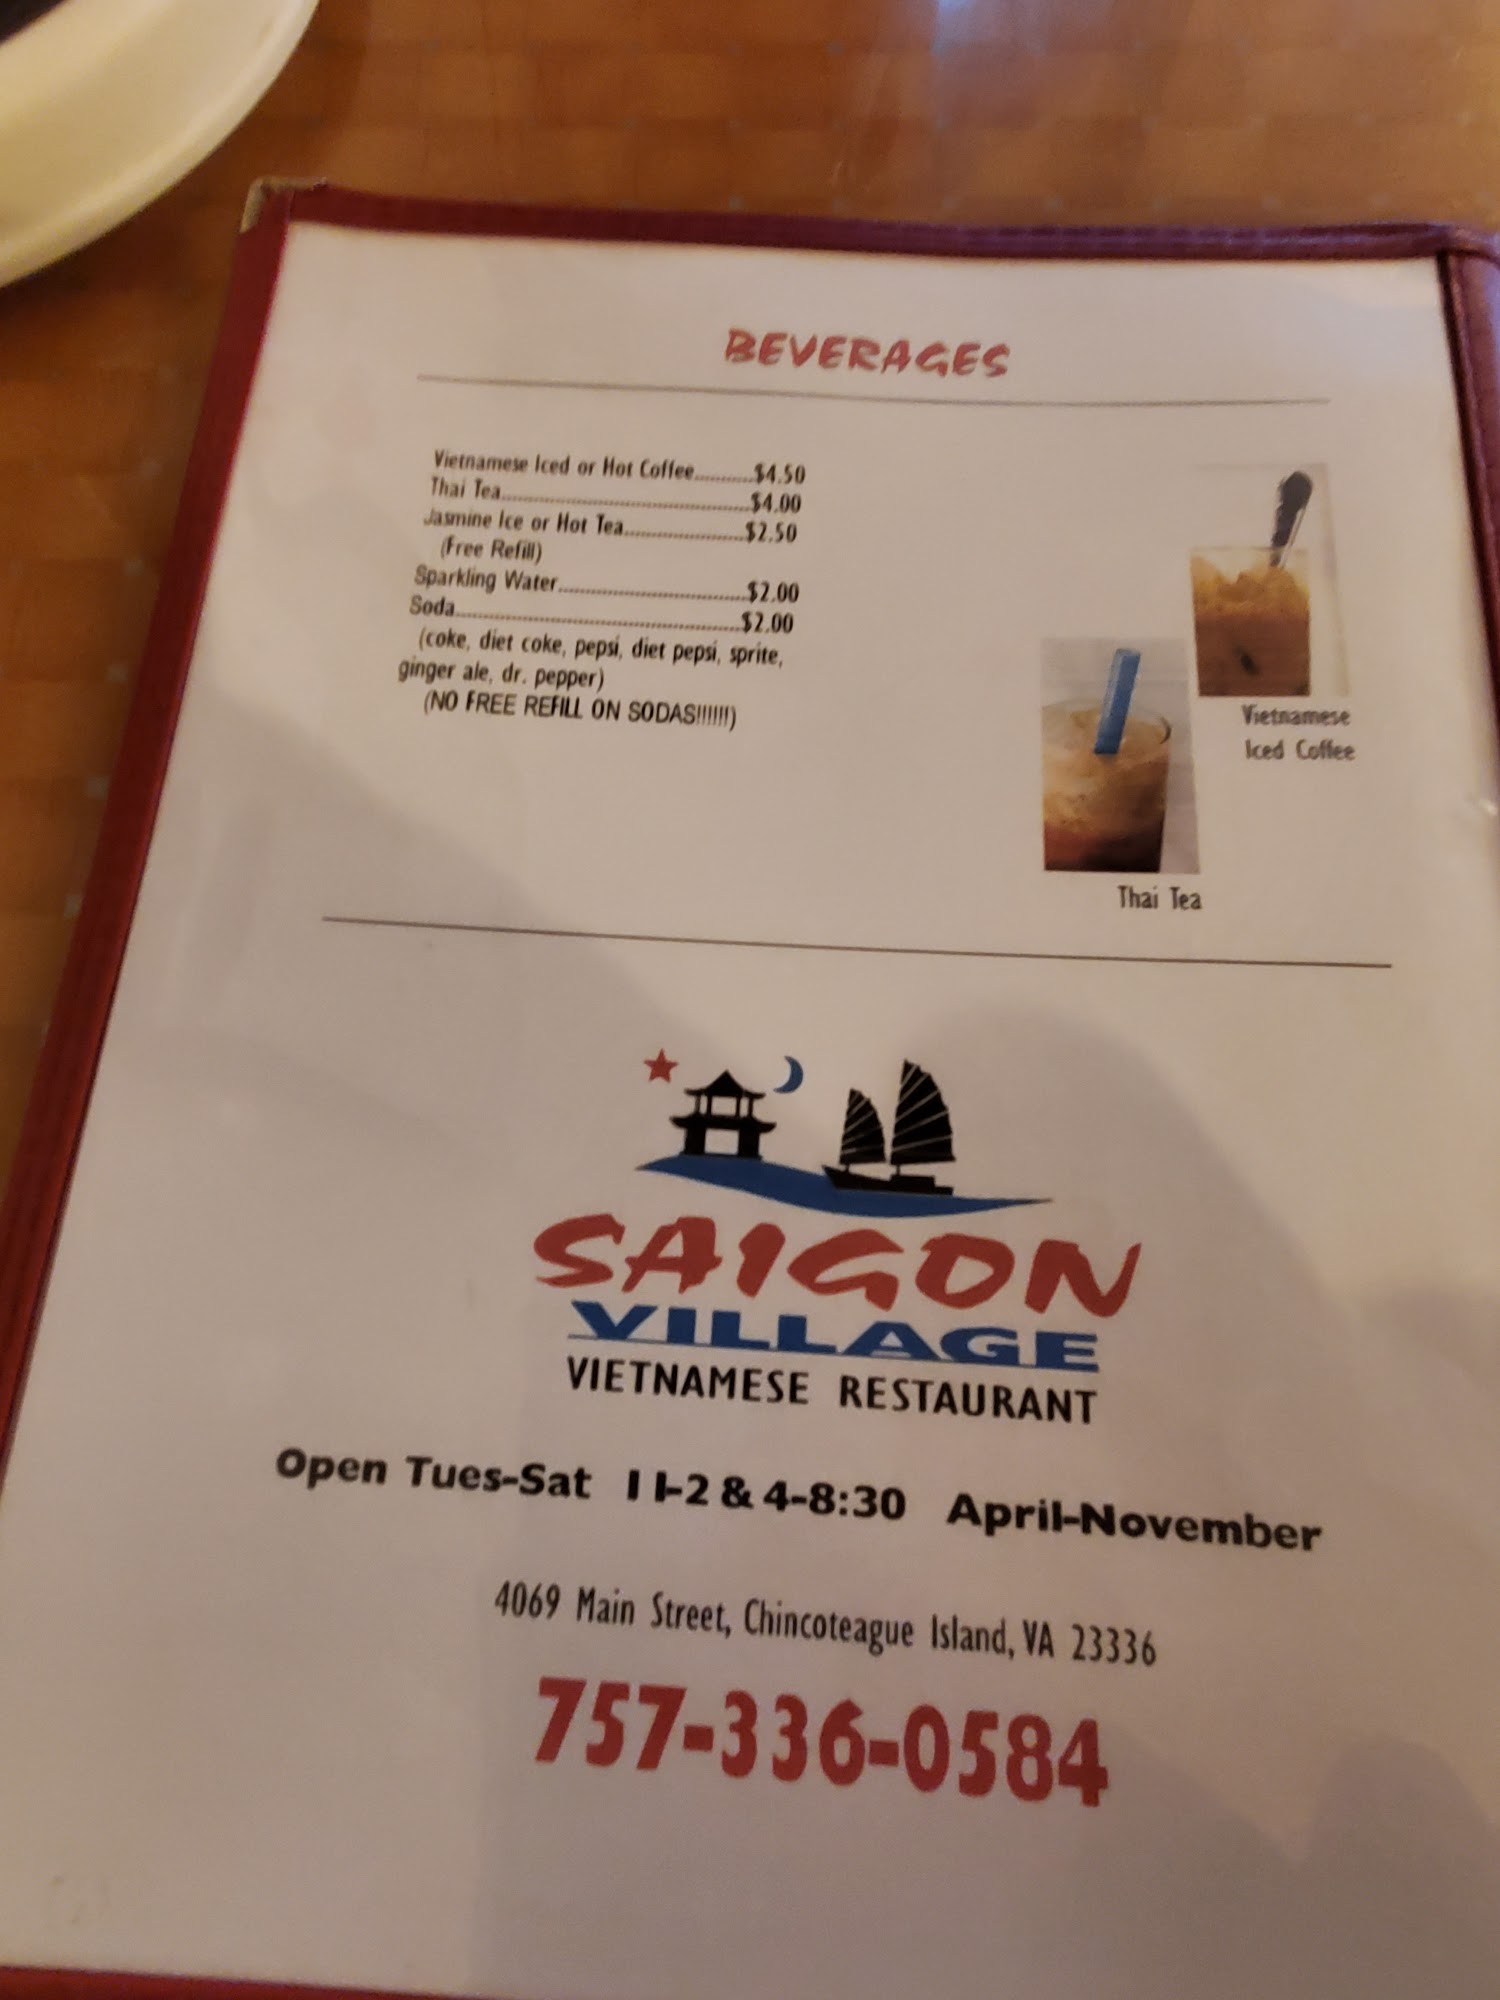 BEVERAGES
Vietnamese Iced or Hot Coffee............$4.50
Thai Tea..................................................$4.00
Jasmine Ice or Hot Tea........................$2.50
(Free Refill)
Sparkling Water......................................$2.00
Soda.........................................................$2.00
(coke, diet coke, pepsi, diet pepsi, sprite,
ginger ale, dr. pepper)
(NO FREE REFILL ON SODAS!!!!!!)
Vietnamese
Iced Coffee
Thai Tea
SAIGON
VILLAGE
VIETNAMESE RESTAURANT
Open Tues-Sat 11-2 & 4-8:30 April-November
4069 Main Street, Chincoteague Island, VA 23336
757-336-0584